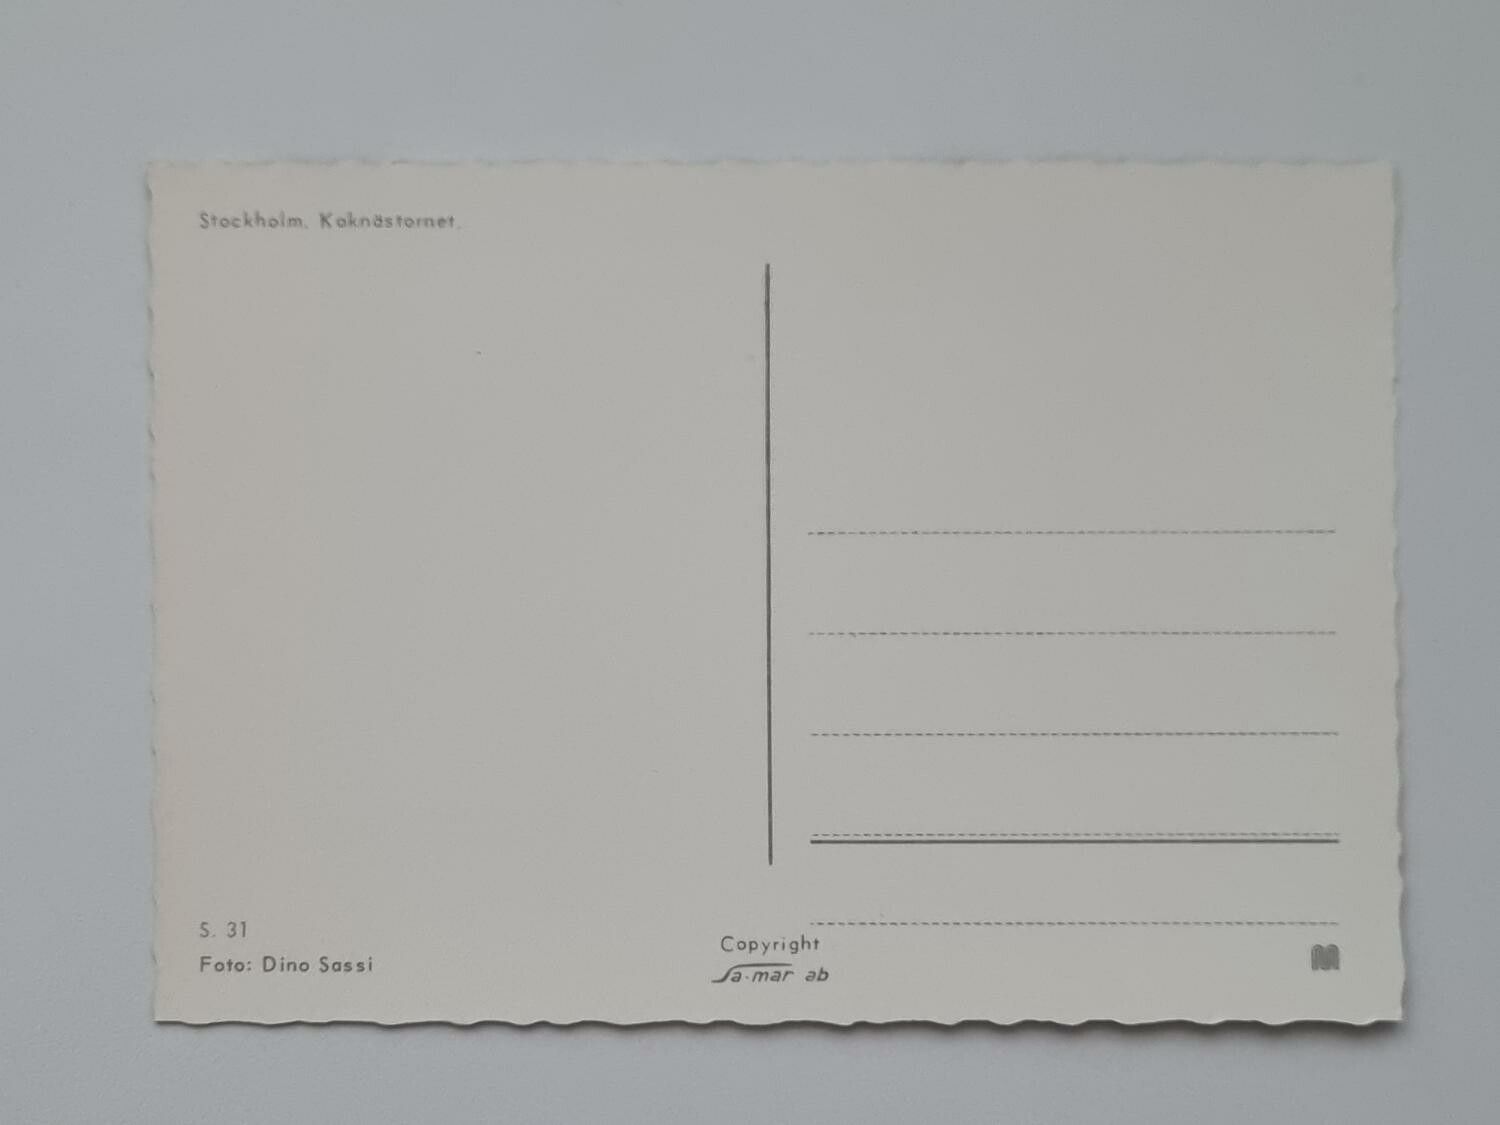 Stockholm. Kaknästornet.
S. 31
Foto: Dino Sassi
Copyright
Sa-mar ab
M